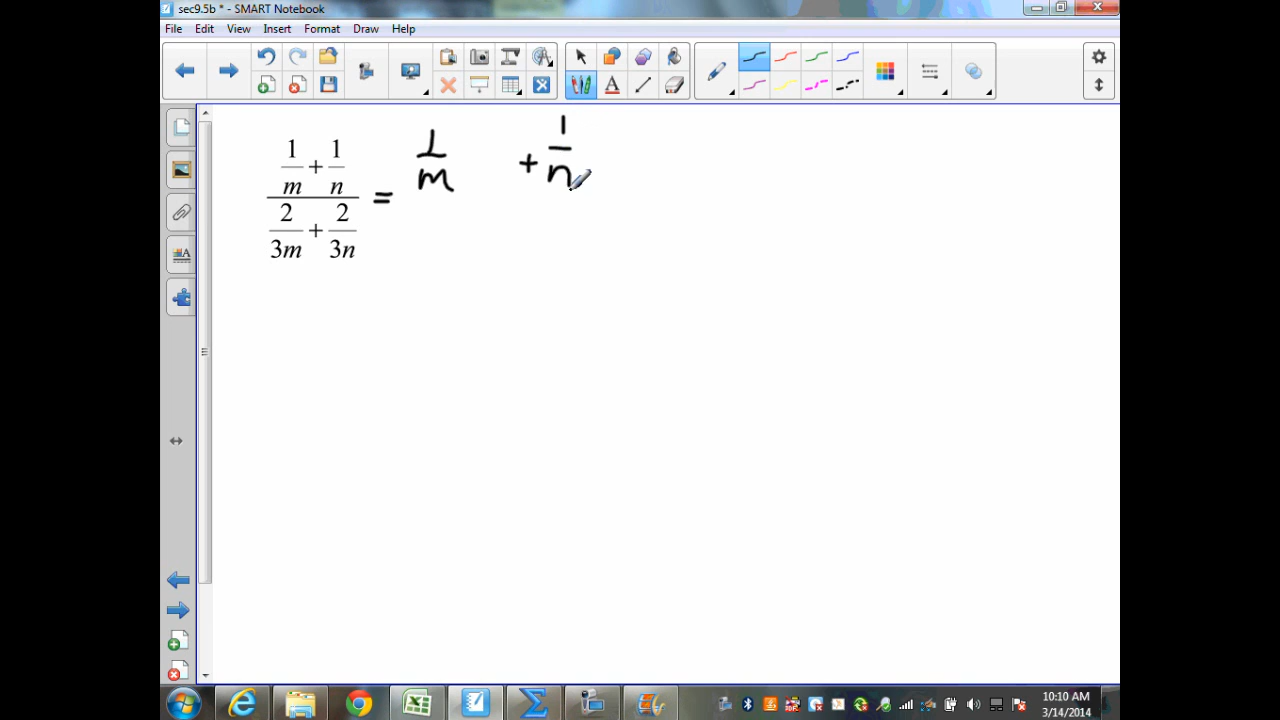 sec9.5b * - SMART Notebook
File Edit View Insert Format Draw Help
1 1 1 1
— + — — + —
m n = m n
2 2
— + —
3m 3n
10:10 AM
3/14/2014